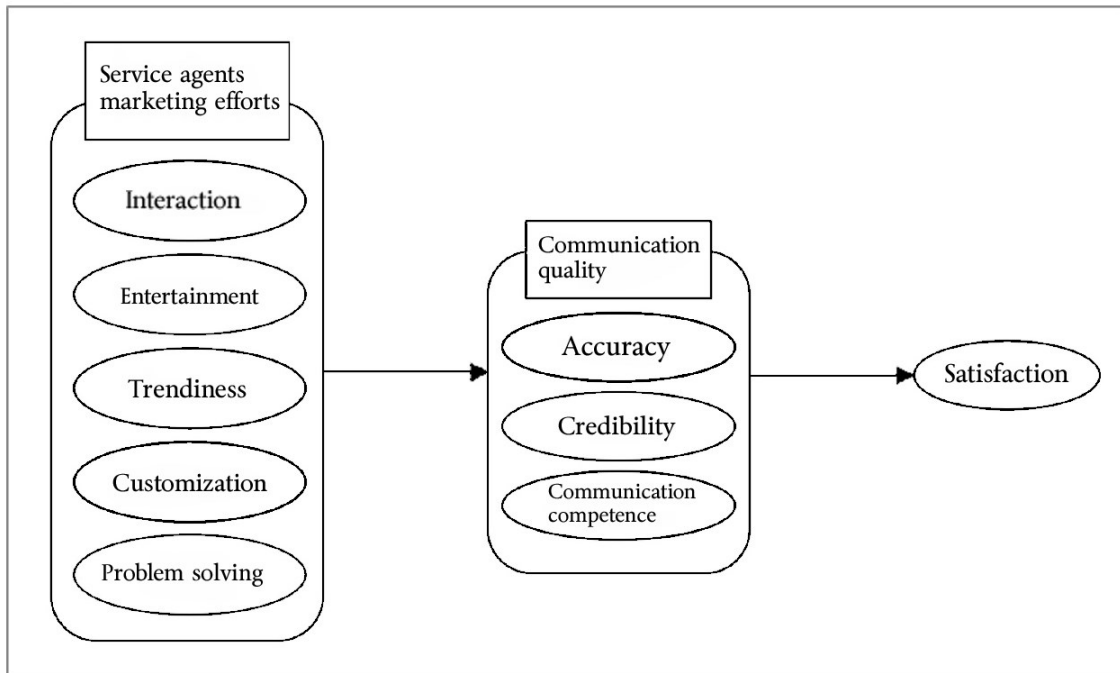 Service agents
marketing efforts
Interaction
Entertainment
Trendiness
Customization
Problem solving
Communication
quality
Accuracy
Credibility
Communication
competence
Satisfaction